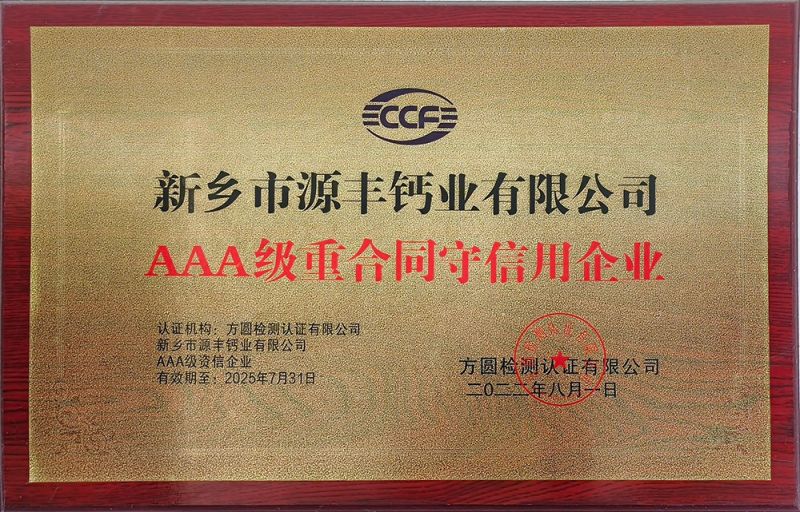 CCF
新乡市源丰钙业有限公司
AAA级重合同守信用企业
认证机构：方圆检测认证有限公司
新乡市源丰钙业有限公司
AAA级资信企业
有效期至：2025年7月31日
方圆检测认证有限公司
二〇二二年八月一日